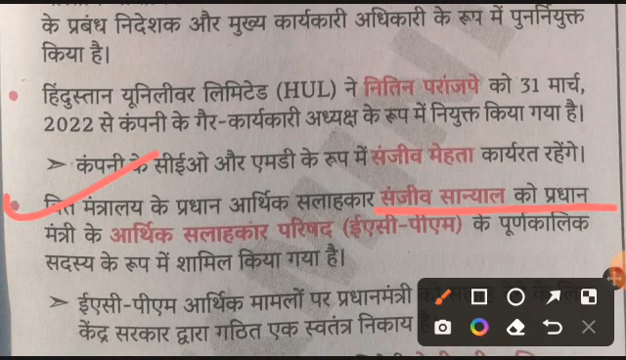 के प्रबंध निदेशक और मुख्य कार्यकारी अधिकारी के रूप में पुनर्नियुक्त
किया है।
• हिंदुस्तान यूनिलीवर लिमिटेड (HUL) ने नितिन परांजपे को 31 मार्च,
2022 से कंपनी के गैर-कार्यकारी अध्यक्ष के रूप में नियुक्त किया गया है।
➢ कंपनी के सीईओ और एमडी के रूप में संजीव मेहता कार्यरत रहेंगे।
• वित्त मंत्रालय के प्रधान आर्थिक सलाहकार संजीव सान्याल को प्रधान
मंत्री के आर्थिक सलाहकार परिषद (ईएसी-पीएम) के पूर्णकालिक
सदस्य के रूप में शामिल किया गया है।
➢ ईएसी-पीएम आर्थिक मामलों पर प्रधानमंत्री
केंद्र सरकार द्वारा गठित एक स्वतंत्र निकाय